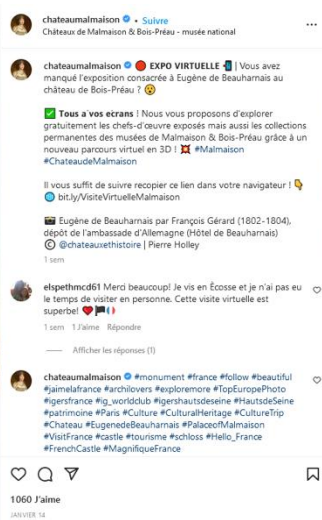 chateaumalmaison • Suivre
Châteaux de Malmaison & Bois-Préau - musée national
chateaumalmaison 🔴 EXPO VIRTUELLE 📲 | Vous avez
manqué l'exposition consacrée à Eugène de Beauharnais au
château de Bois-Préau ? 😮
✅ Tous à vos écrans ! Nous vous proposons d'explorer
gratuitement les chefs-d'œuvre exposés mais aussi les collections
permanentes des musées de Malmaison & Bois-Préau grâce à un
nouveau parcours virtuel en 3D ! 💥 #Malmaison
#ChateaudeMalmaison
Il vous suffit de suivre recopier ce lien dans votre navigateur ! 👇
🔵 bit.ly/VisiteVirtuelleMalmaison
📸 Eugène de Beauharnais par François Gérard (1802-1804),
dépôt de l'ambassade d'Allemagne (Hôtel de Beauharnais)
© @chateauxethistoire | Pierre Holley
1 sem
elspethmcd61 Merci beaucoup! Je vis en Écosse et je n'ai pas eu
le temps de visiter en personne. Cette visite virtuelle est
superbe! ❤️🏴󠁧󠁢󠁳󠁣󠁴󠁿🇫🇷
1 sem 1 J'aime Répondre
Afficher les réponses (1)
chateaumalmaison #monument #france #follow #beautiful
#jaimelafrance #archilovers #exploremore #TopEuropePhoto
#igersfrance #ig_worldclub #igershautsdeseine #HautsdeSeine
#patrimoine #Paris #Culture #CulturalHeritage #CultureTrip
#Chateau #EugenedeBeauharnais #PalaceofMalmaison
#VisitFrance #castle #tourisme #schloss #Hello_France
#FrenchCastle #MagnifiqueFrance
1060 J'aime
JANVIER 14